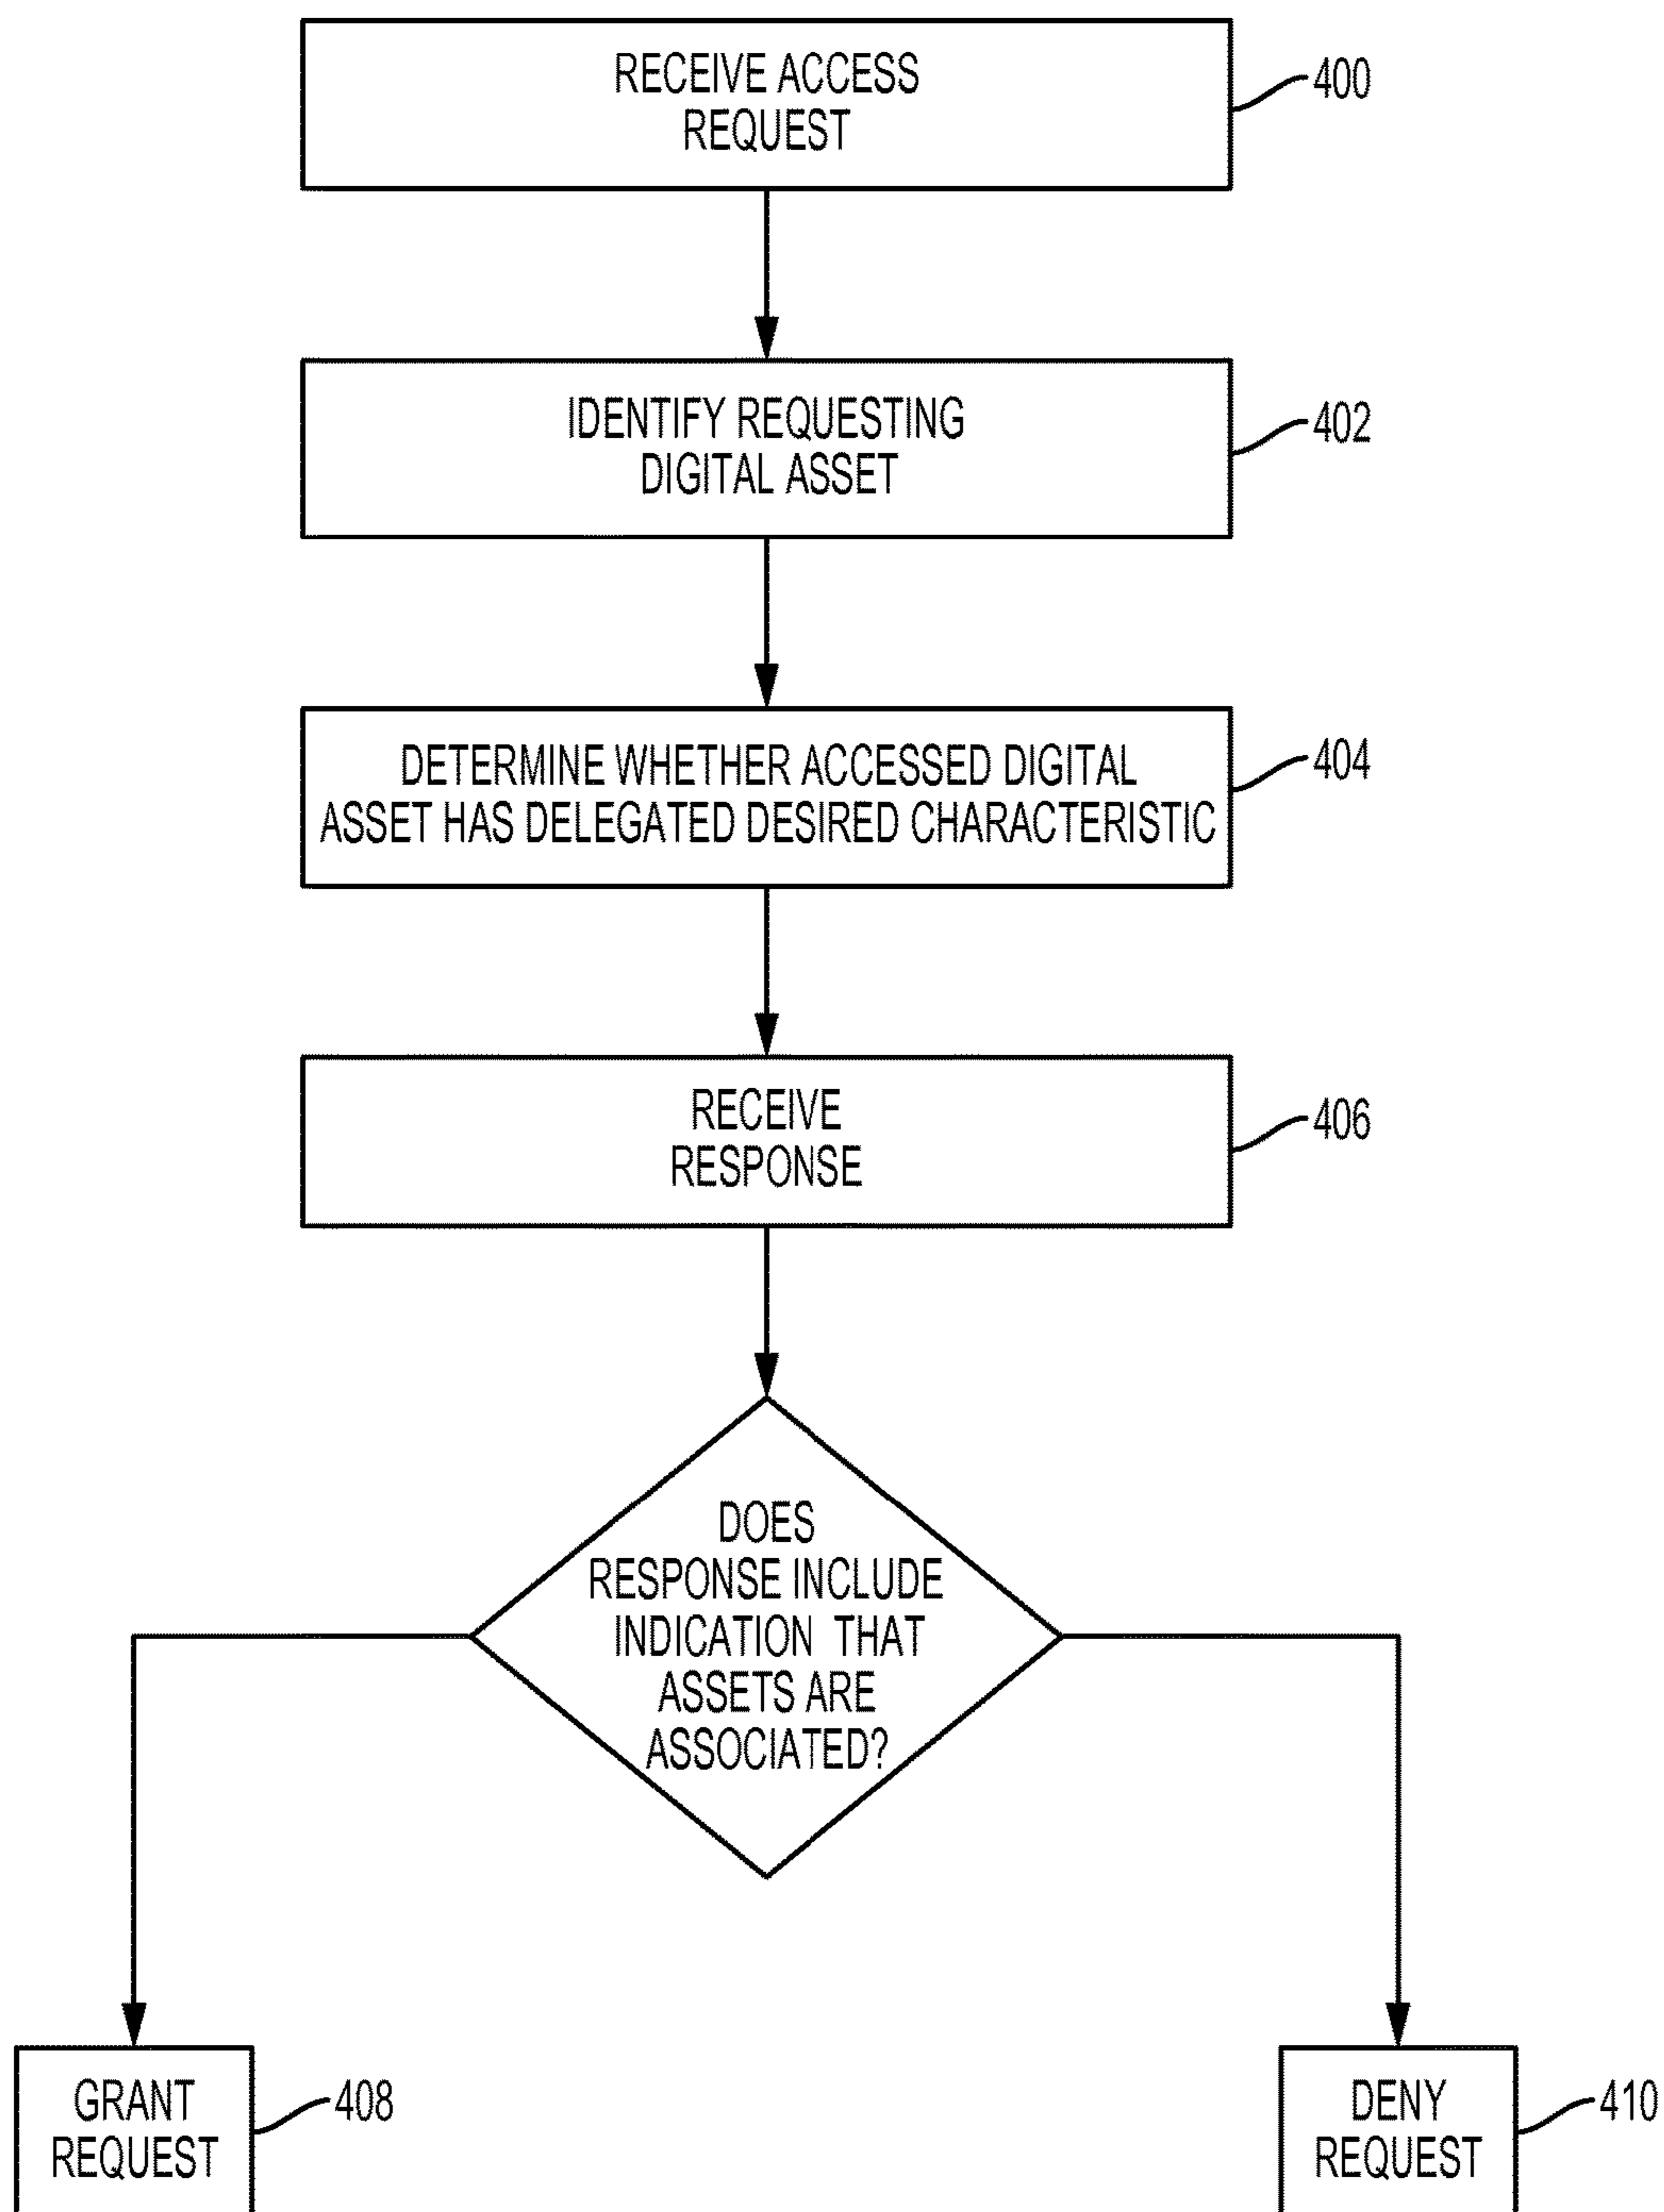 RECEIVE ACCESS
REQUEST
400
IDENTIFY REQUESTING
DIGITAL ASSET
402
DETERMINE WHETHER ACCESSED DIGITAL
ASSET HAS DELEGATED DESIRED CHARACTERISTIC
404
RECEIVE
RESPONSE
406
DOES
RESPONSE INCLUDE
INDICATION THAT
ASSETS ARE
ASSOCIATED?
GRANT
REQUEST
408
DENY
REQUEST
410